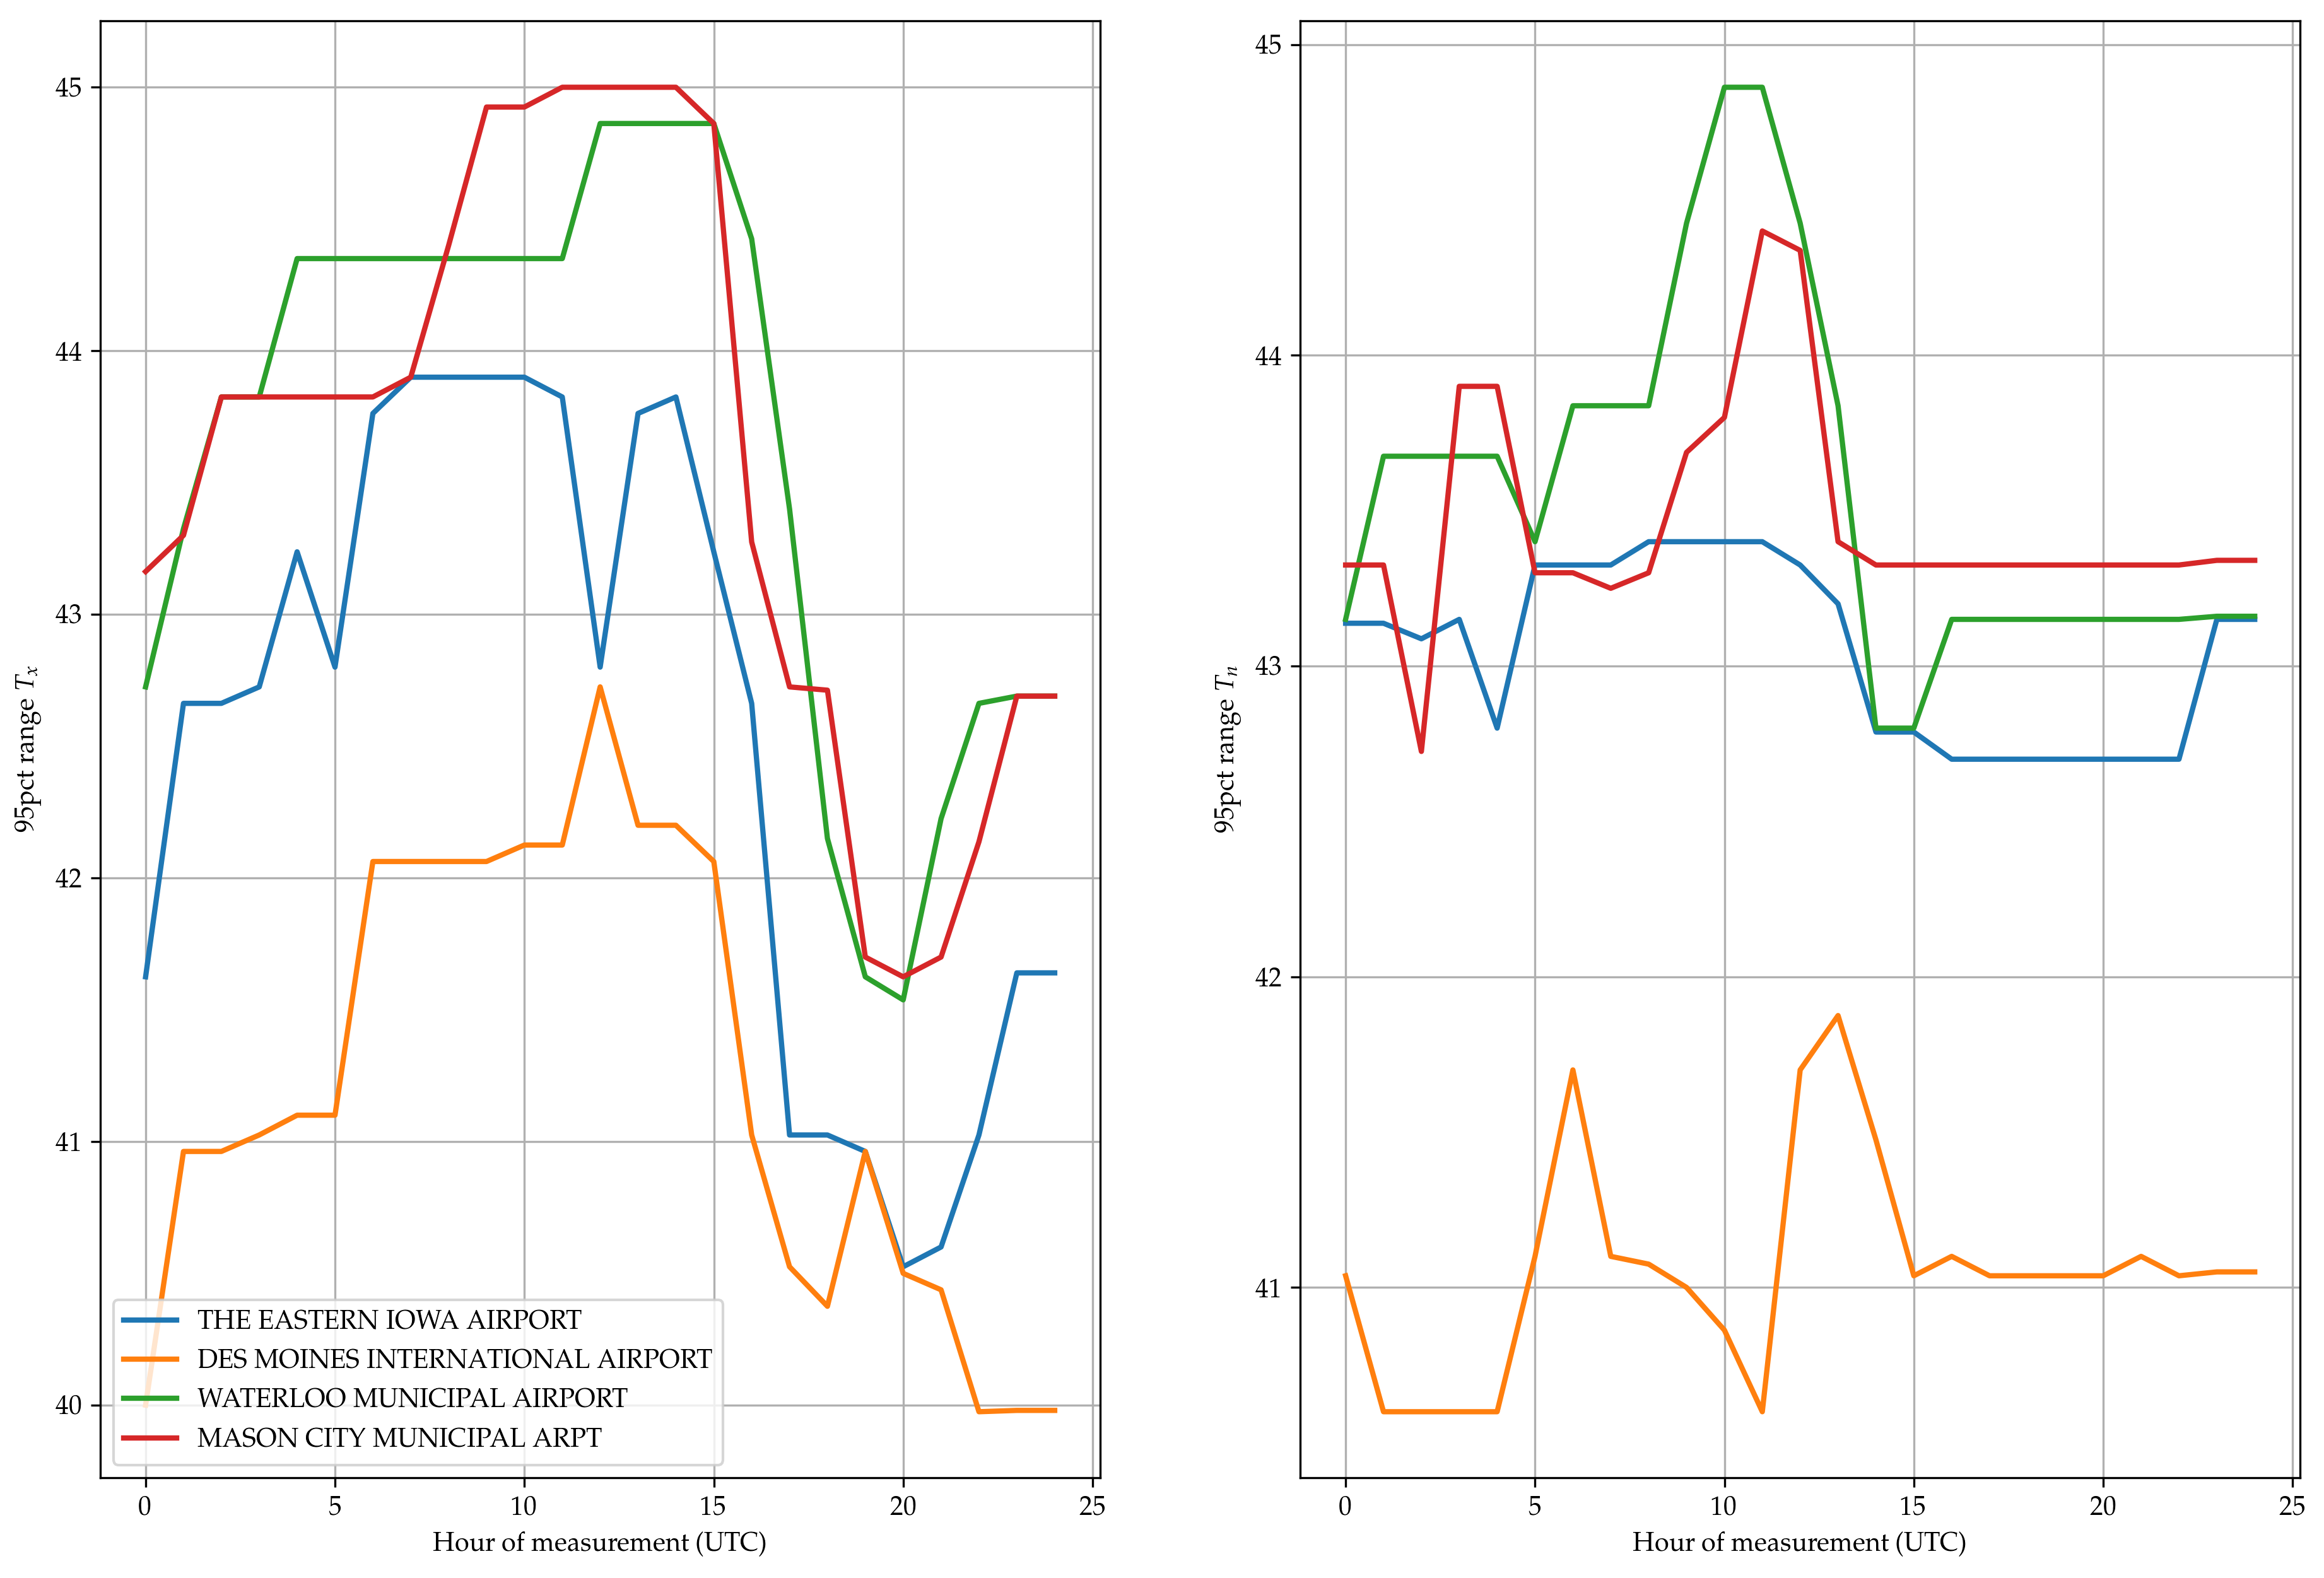 45
44
43
42
41
40
95pct range Tx
0 5 10 15 20 25
Hour of measurement (UTC)
THE EASTERN IOWA AIRPORT
DES MOINES INTERNATIONAL AIRPORT
WATERLOO MUNICIPAL AIRPORT
MASON CITY MUNICIPAL ARPT
45
44
43
42
41
95pct range Tn
0 5 10 15 20 25
Hour of measurement (UTC)